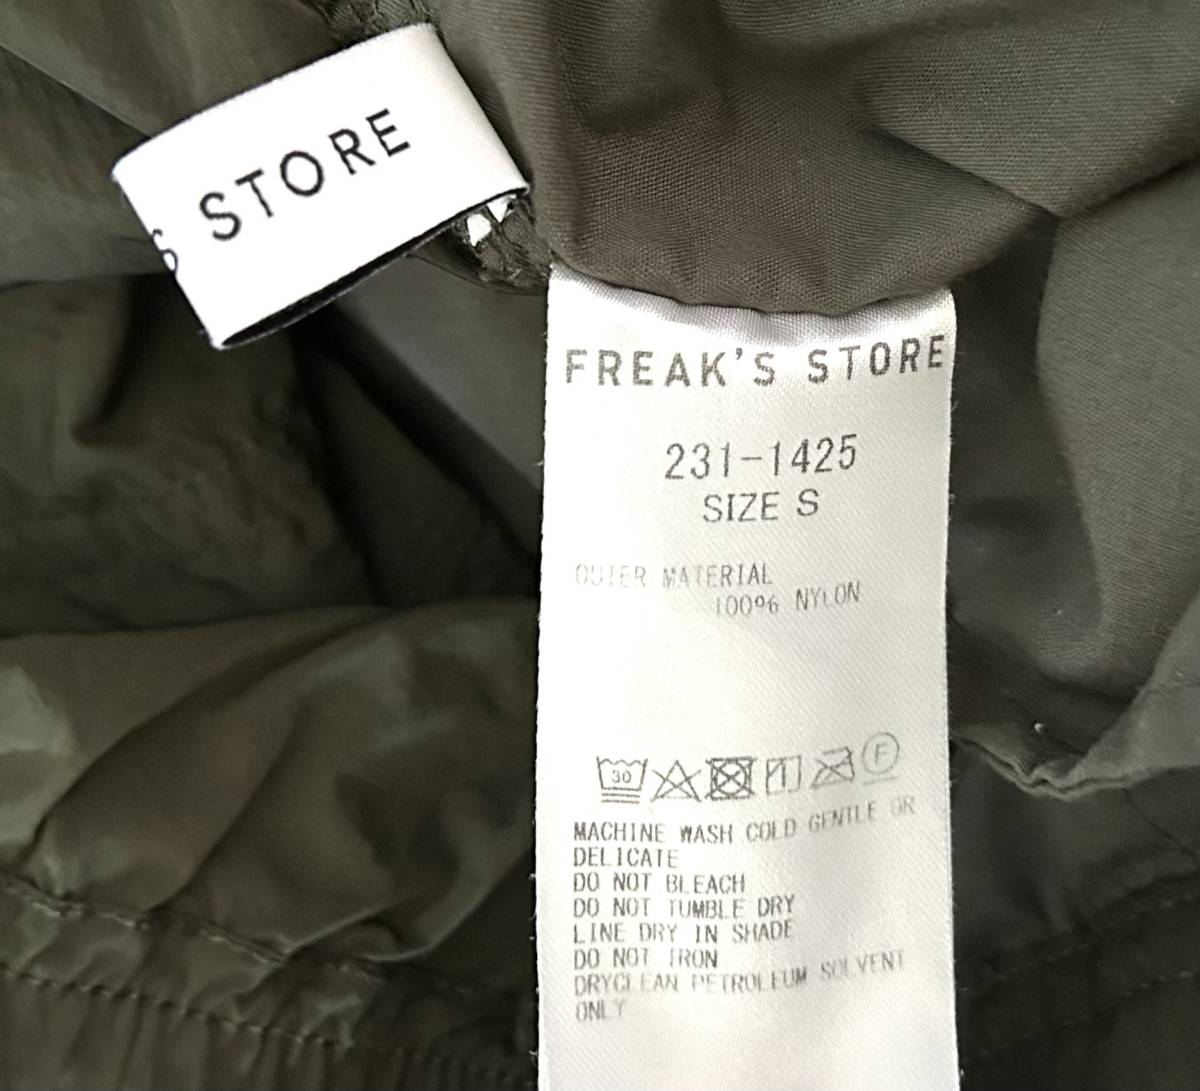 S STORE
FREAK'S STORE
231-1425
SIZE S
OUTER MATERIAL
100% NYLON
30 F
MACHINE WASH COLD GENTLE OR
DELICATE
DO NOT BLEACH
DO NOT TUMBLE DRY
LINE DRY IN SHADE
DO NOT IRON
DRYCLEAN PETROLEUM SOLVENT
ONLY